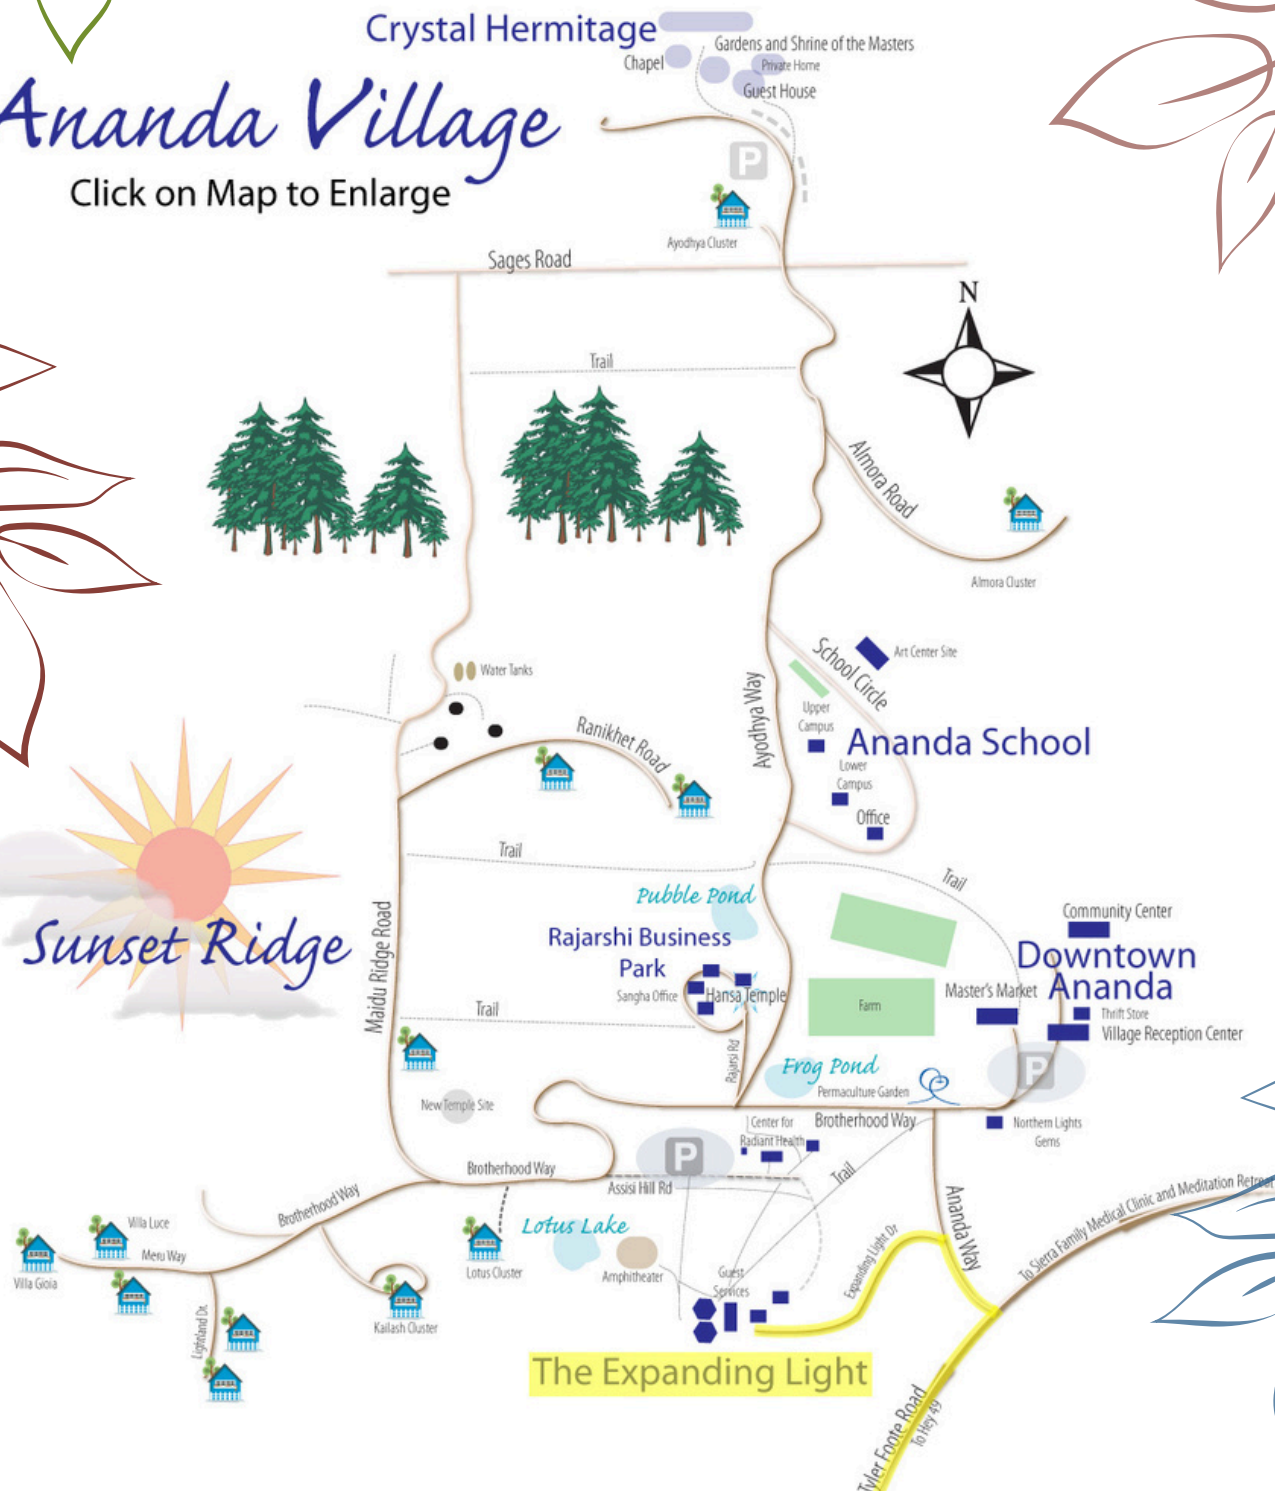 Crystal Hermitage
Gardens and Shrine of the Masters
Chapel
Private Home
Guest House
Ananda Village
Click on Map to Enlarge
P
Ayodhya Cluster
Sages Road
N
Trail
Almora Road
Almora Cluster
School Circle
Art Center Site
Water Tanks
Upper
Campus
Ayodhya Way
Ranikhet Road
Ananda School
Lower
Campus
Office
Trail
Trail
Pubble Pond
Community Center
Sunset Ridge
Maidu Ridge Road
Rajarshi Business
Park
Downtown
Ananda
Sangha Office
Hansa Temple
Master's Market
Farm
Thrift Store
Village Reception Center
Trail
Rajarsi Rd
Frog Pond
P
Permaculture Garden
New Temple Site
Center for
Radiant Health
Brotherhood Way
Northern Lights
Gems
P
Trail
Brotherhood Way
Assisi Hill Rd
Brotherhood Way
Ananda Way
To Sierra Family Medical Clinic and Meditation Retreat
Villa Luce
Lotus Lake
Expanding Light Dr
Meru Way
Villa Gioia
Lotus Cluster
Amphitheater
Guest
Services
Lightland Dr.
Kailash Cluster
The Expanding Light
Tyler Foote Road
To Hey 49